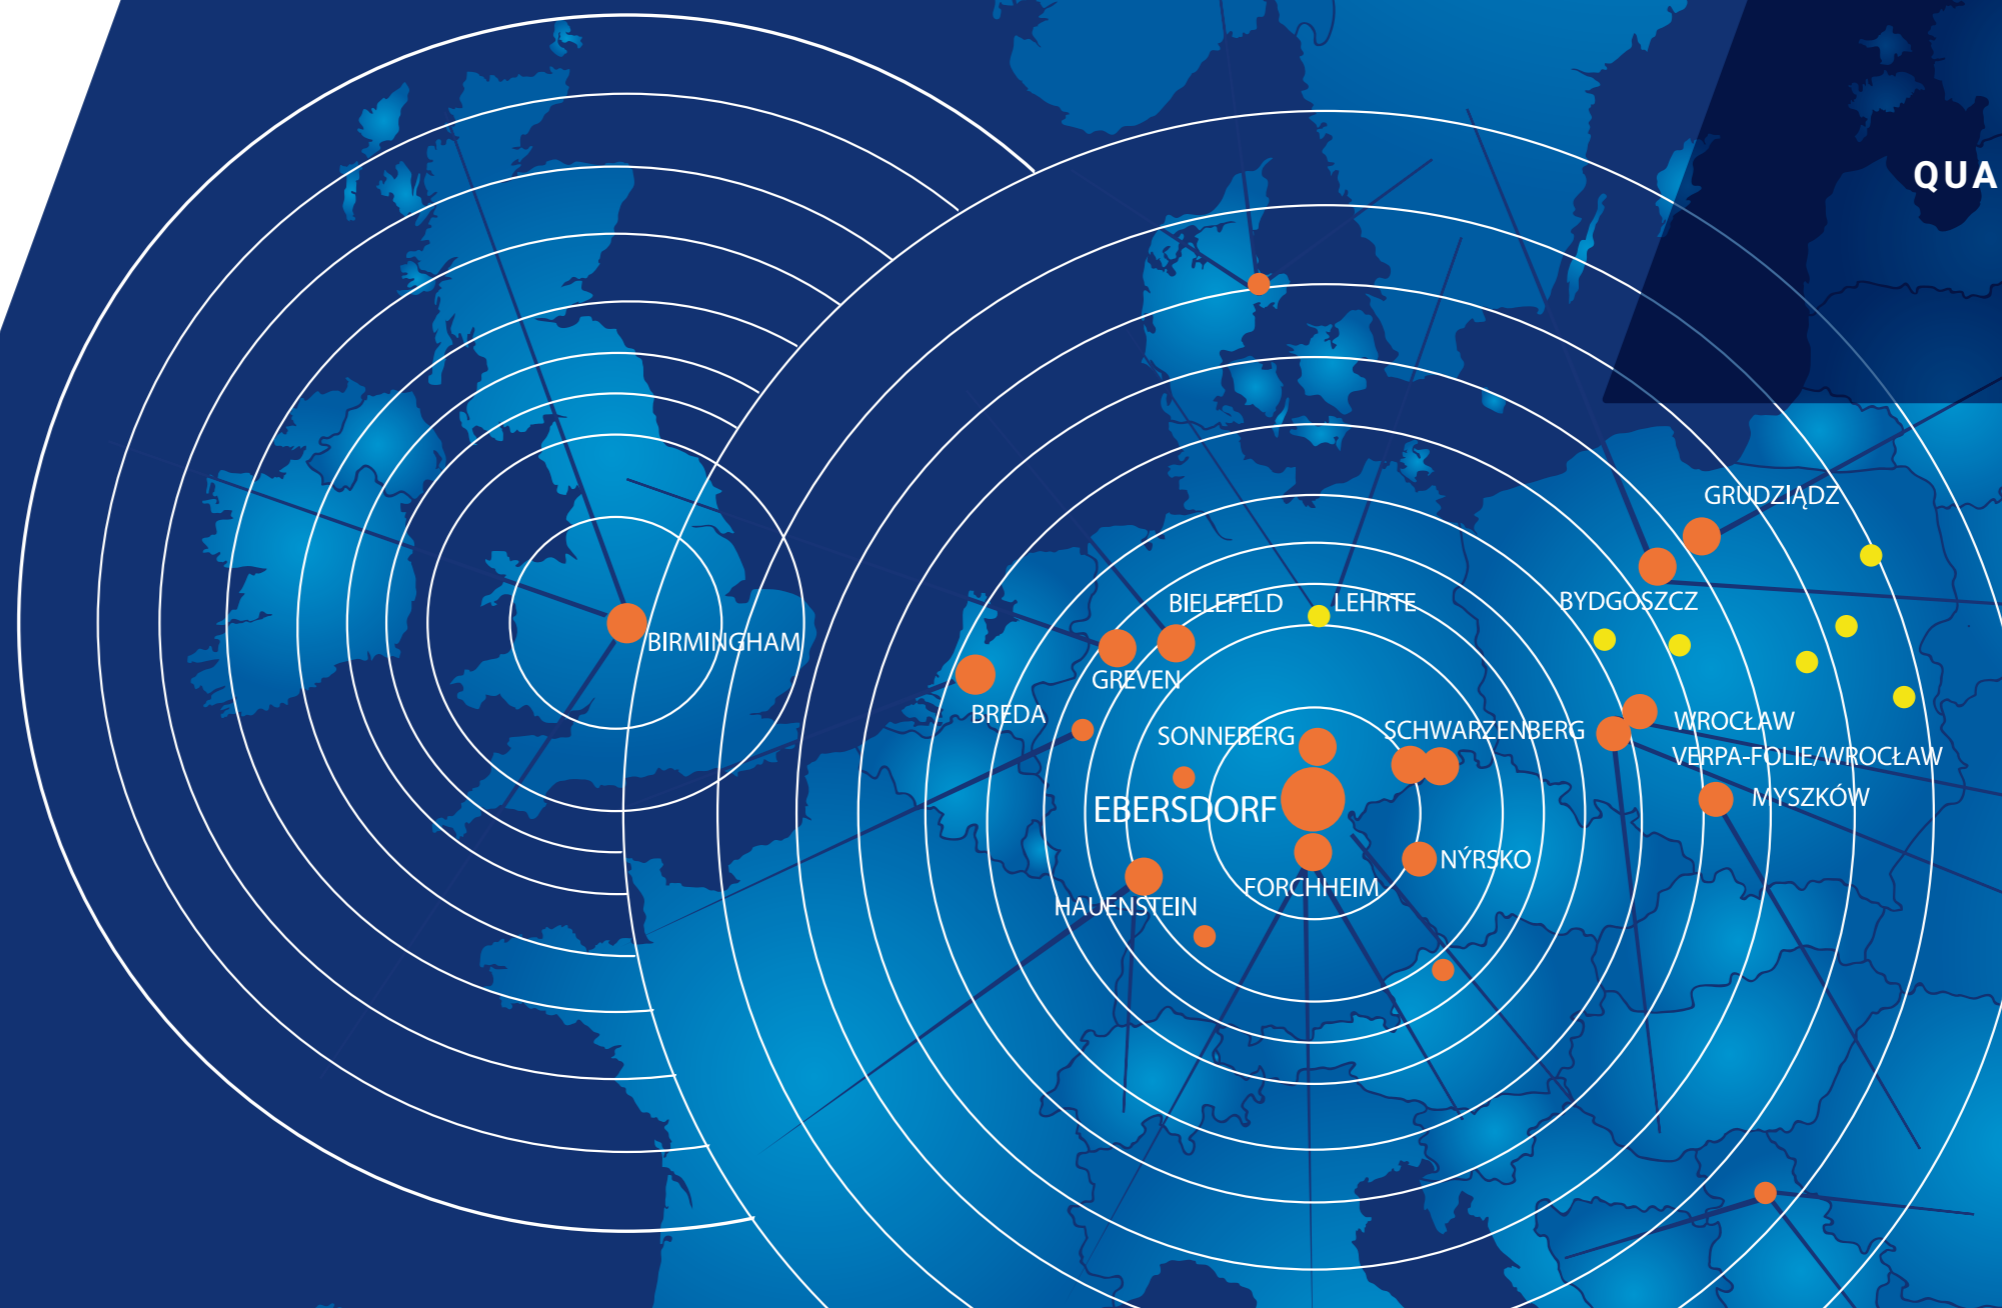 QUA
GRUDZIĄDZ
BYDGOSZCZ
BIELEFELD
LEHRTE
BIRMINGHAM
GREVEN
BREDA
SONNEBERG
SCHWARZENBERG
WROCŁAW
VERPA-FOLIE/WROCŁAW
MYSZKÓW
EBERSDORF
NÝRSKO
FORCHHEIM
HAUENSTEIN